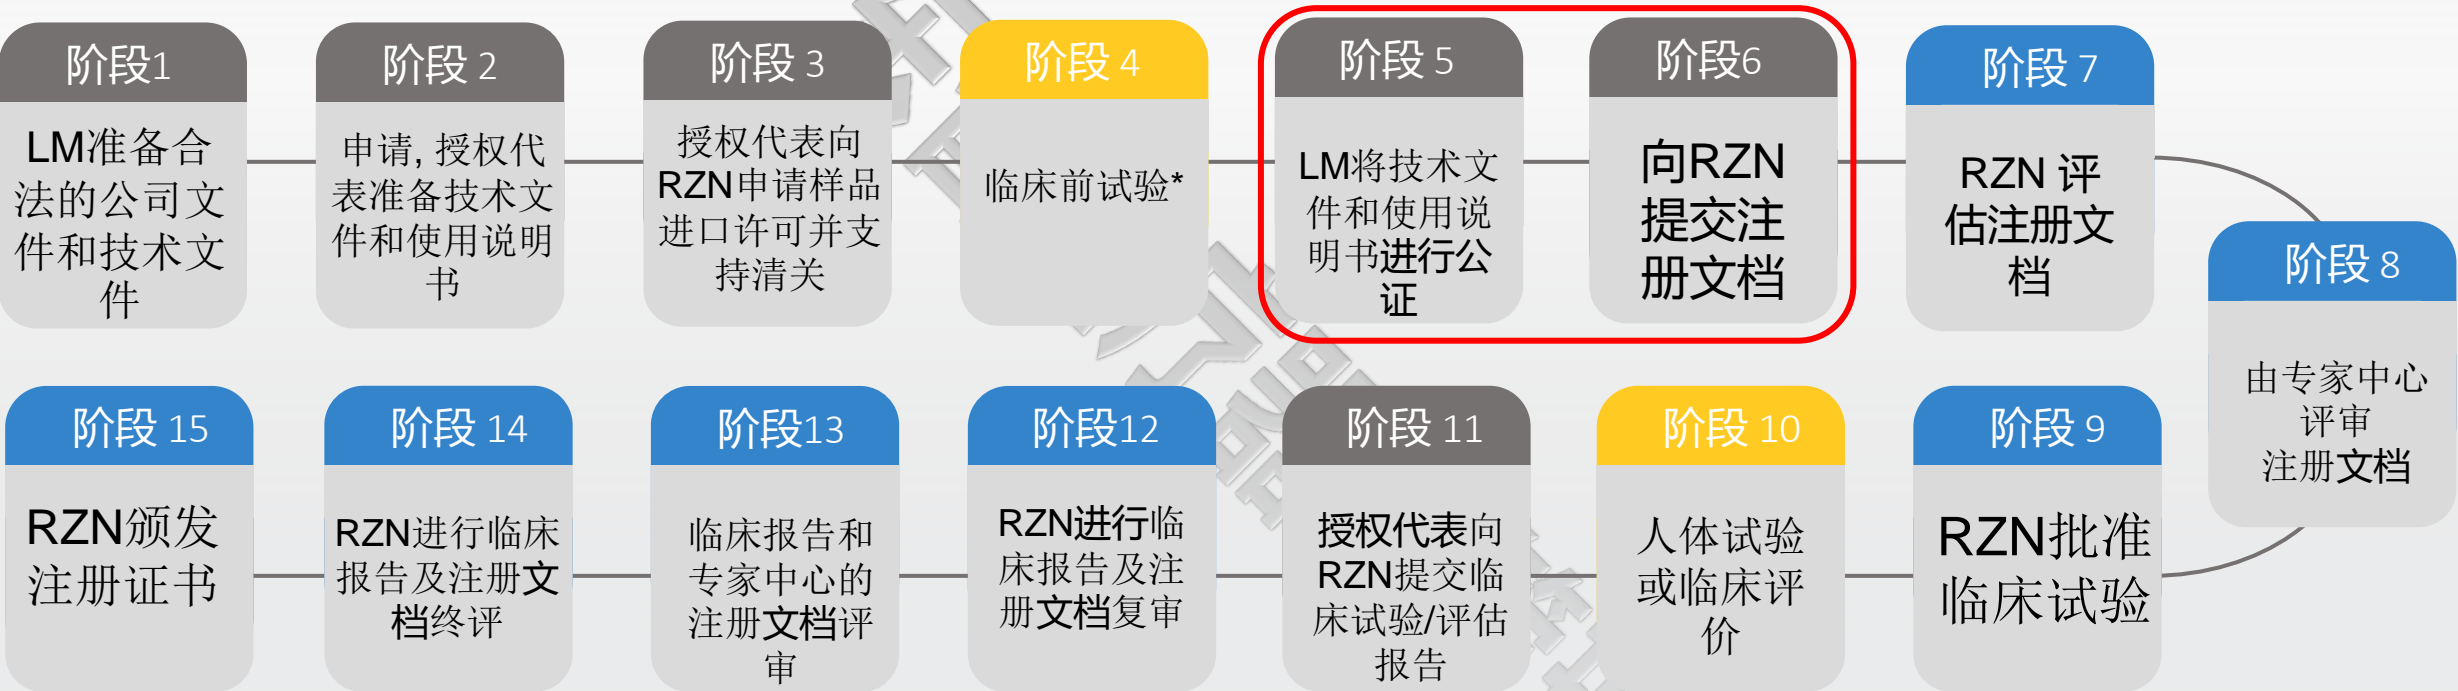 阶段1
LM准备合
法的公司文
件和技术文
件
阶段 2
申请, 授权代
表准备技术文
件和使用说明
书
阶段 3
授权代表向
RZN申请样品
进口许可并支
持清关
阶段 4
临床前试验*
阶段 5
LM将技术文
件和使用说
明书进行公
证
阶段6
向RZN
提交注
册文档
阶段 7
RZN 评
估注册文
档
阶段 8
由专家中心
评审
注册文档
阶段 9
RZN批准
临床试验
阶段 10
人体试验
或临床评
价
阶段 11
授权代表向
RZN提交临
床试验/评估
报告
阶段12
RZN进行临
床报告及注
册文档复审
阶段13
临床报告和
专家中心的
注册文档评
审
阶段 14
RZN进行临床
报告及注册文
档终评
阶段 15
RZN颁发
注册证书